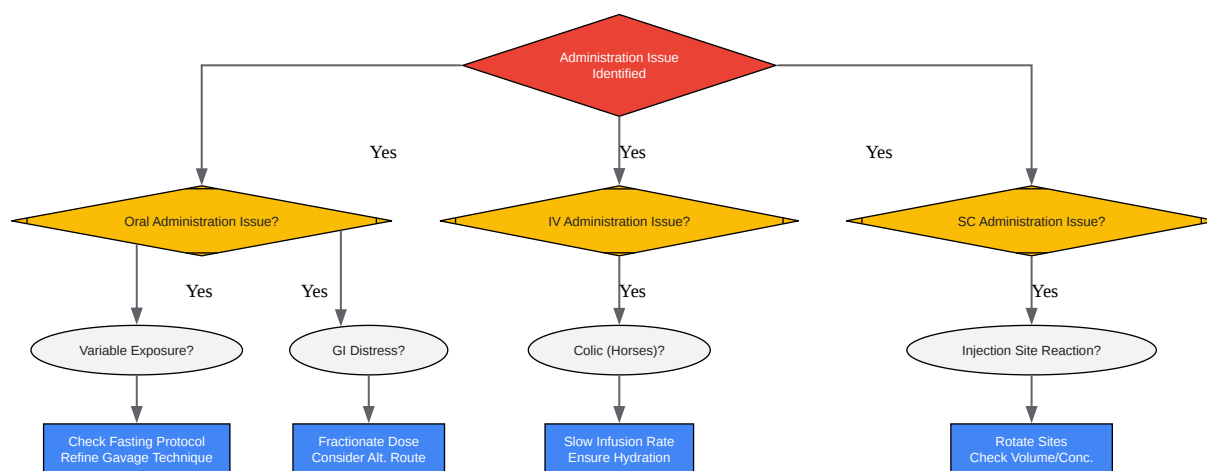 Administration Issue
Identified
Yes
Yes
Yes
Oral Administration Issue?
IV Administration Issue?
SC Administration Issue?
Yes
Yes
Yes
Yes
Variable Exposure?
GI Distress?
Colic (Horses)?
Injection Site Reaction?
Check Fasting Protocol
Refine Gavage Technique
Fractionate Dose
Consider Alt. Route
Slow Infusion Rate
Ensure Hydration
Rotate Sites
Check Volume/Conc.